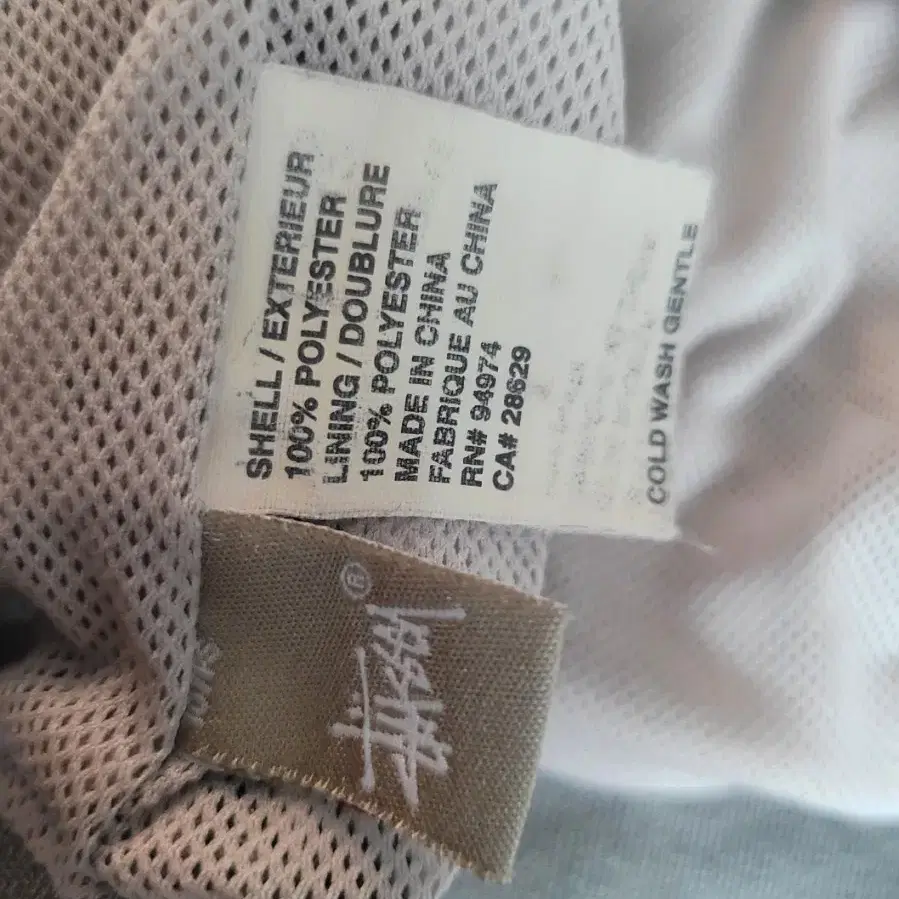 SHELL / EXTERIEUR
100% POLYESTER
LINING / DOUBLURE
100% POLYESTER
MADE IN CHINA
FABRIQUE AU CHINA
RN# 94974
CA# 28629
COLD WASH GENTLE
Stüssy ®